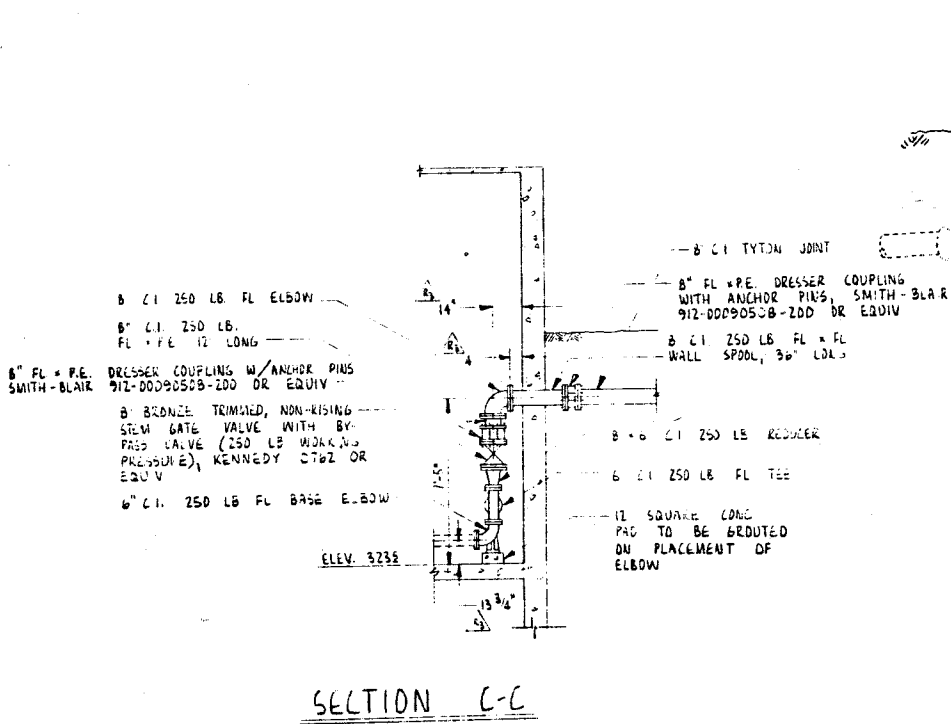 8" C.I. 250 LB. FL ELBOW
8" C.I. 250 LB.
FL × P.E. 12" LONG
8" FL × P.E. DRESSER COUPLING W/ANCHOR PINS
SMITH-BLAIR 912-00090508-200 OR EQUIV
8" BRONZE TRIMMED, NON-RISING
STEM GATE VALVE WITH BY-
PASS VALVE (250 LB WORKING
PRESSURE), KENNEDY OR
EQUIV
6" C.I. 250 LB FL BASE ELBOW
ELEV. 3235
R3
14"
R3
4
13 3/4"
R3
8" C.I. TYTON JOINT
8" FL × P.E. DRESSER COUPLING
WITH ANCHOR PINS, SMITH-BLAIR
912-00090508-200 OR EQUIV
8" C.I. 250 LB FL × FL
WALL SPOOL, 36" LONG
8 × 6 C.I. 250 LB REDUCER
6 C.I. 250 LB FL TEE
12 SQUARE CONC
PAD TO BE GROUTED
ON PLACEMENT OF
ELBOW
SECTION C-C